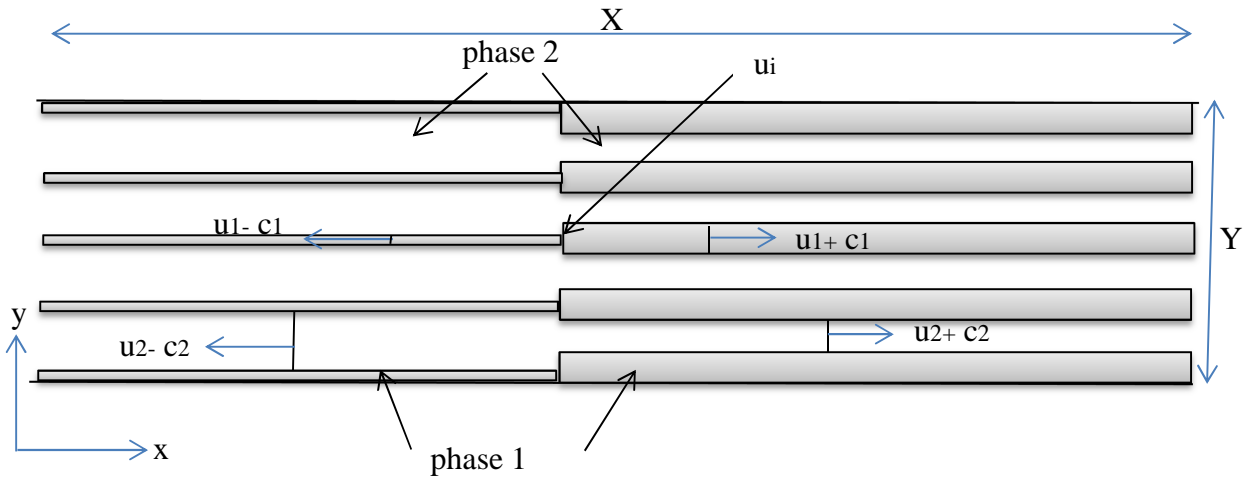 X
phase 2
ui
u1- c1
u1+ c1
Y
y
u2- c2
u2+ c2
x
phase 1